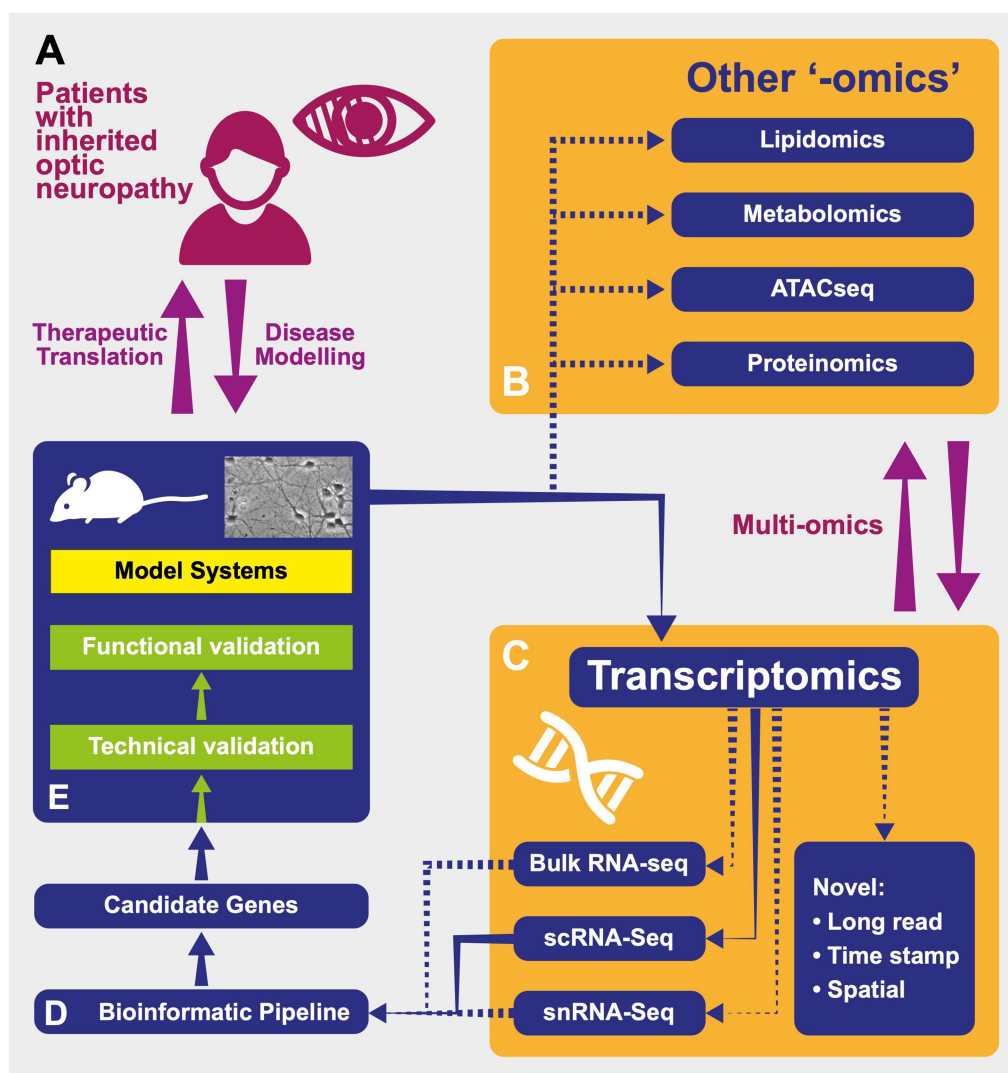 A
Patients
with
inherited
optic
neuropathy
Therapeutic
Translation
Disease
Modelling
Other ‘-omics’
Lipidomics
Metabolomics
ATACseq
Proteinomics
B
Multi-omics
Model Systems
Functional validation
Technical validation
E
Candidate Genes
D
Bioinformatic Pipeline
C
Transcriptomics
Bulk RNA-seq
scRNA-Seq
snRNA-Seq
Novel:
• Long read
• Time stamp
• Spatial